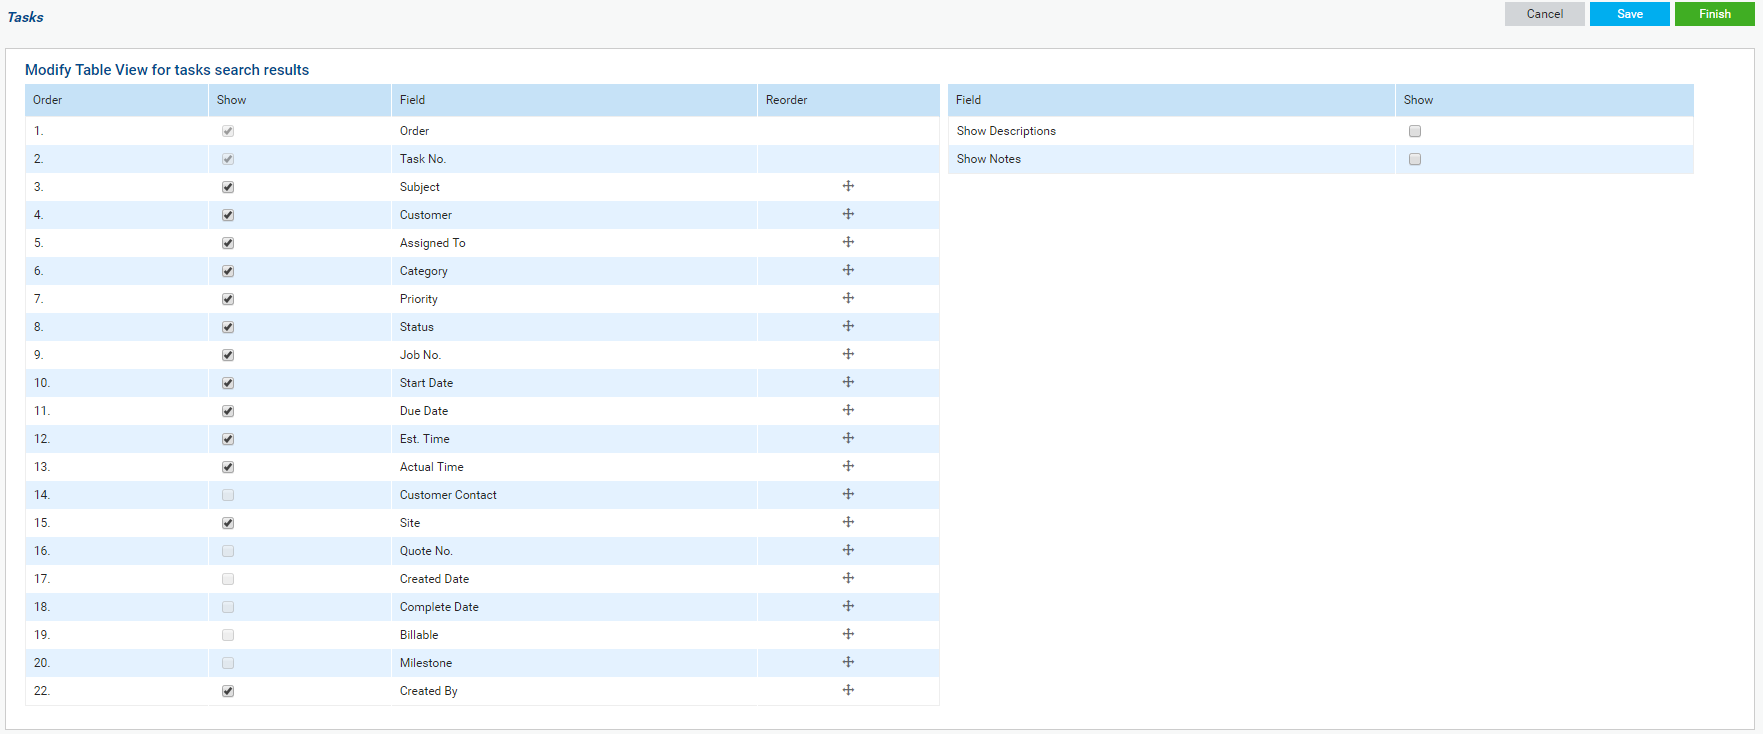 Tasks
Cancel Save Finish
Modify Table View for tasks search results
Order Show Field Reorder
1. Order
2. Task No.
3. Subject
4. Customer
5. Assigned To
6. Category
7. Priority
8. Status
9. Job No.
10. Start Date
11. Due Date
12. Est. Time
13. Actual Time
14. Customer Contact
15. Site
16. Quote No.
17. Created Date
18. Complete Date
19. Billable
20. Milestone
22. Created By
Field Show
Show Descriptions
Show Notes